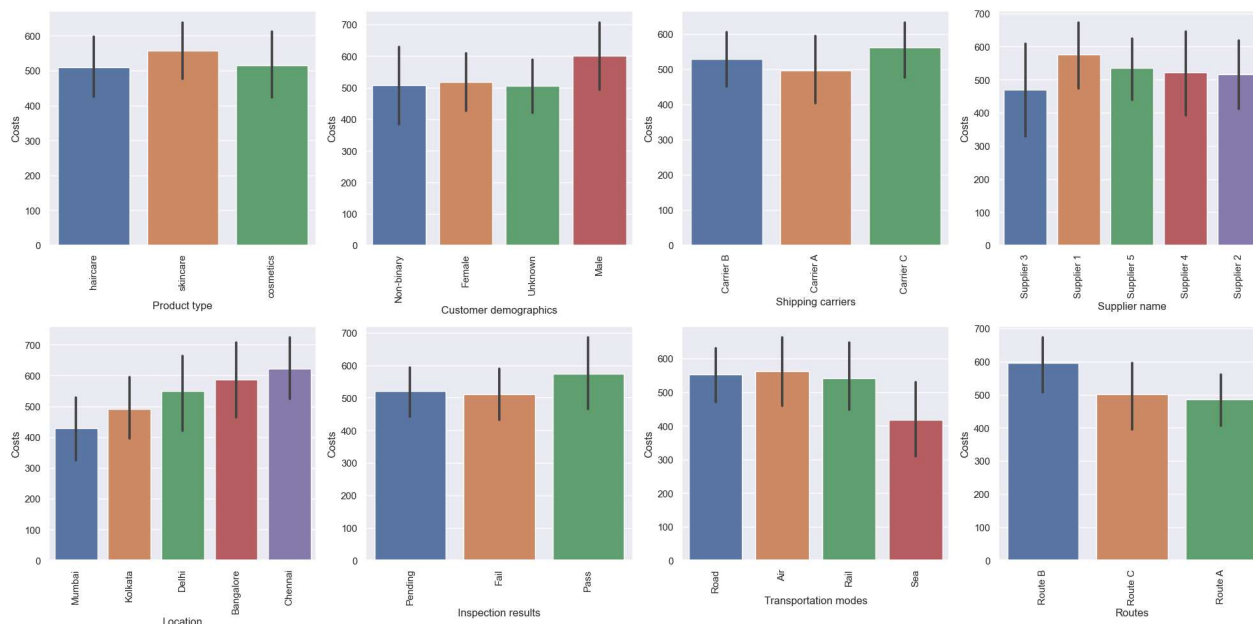 Costs
600
500
400
300
200
100
0
haircare
skincare
cosmetics
Product type
Costs
700
600
500
400
300
200
100
0
Non-binary
Female
Unknown
Male
Customer demographics
Costs
600
500
400
300
200
100
0
Carrier B
Carrier A
Carrier C
Shipping carriers
Costs
700
600
500
400
300
200
100
0
Supplier 3
Supplier 1
Supplier 5
Supplier 4
Supplier 2
Supplier name
Costs
700
600
500
400
300
200
100
0
Mumbai
Kolkata
Delhi
Bangalore
Chennai
Location
Costs
700
600
500
400
300
200
100
0
Pending
Fail
Pass
Inspection results
Costs
600
500
400
300
200
100
0
Road
Air
Rail
Sea
Transportation modes
Costs
700
600
500
400
300
200
100
0
Route B
Route C
Route A
Routes